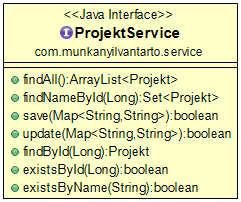 <<Java Interface>>
ProjektService
com.munkanyilvantarto.service
findAll():ArrayList<Projekt>
findNameById(Long):Set<Projekt>
save(Map<String,String>):boolean
update(Map<String,String>):boolean
findById(Long):Projekt
existsById(Long):boolean
existsByName(String):boolean